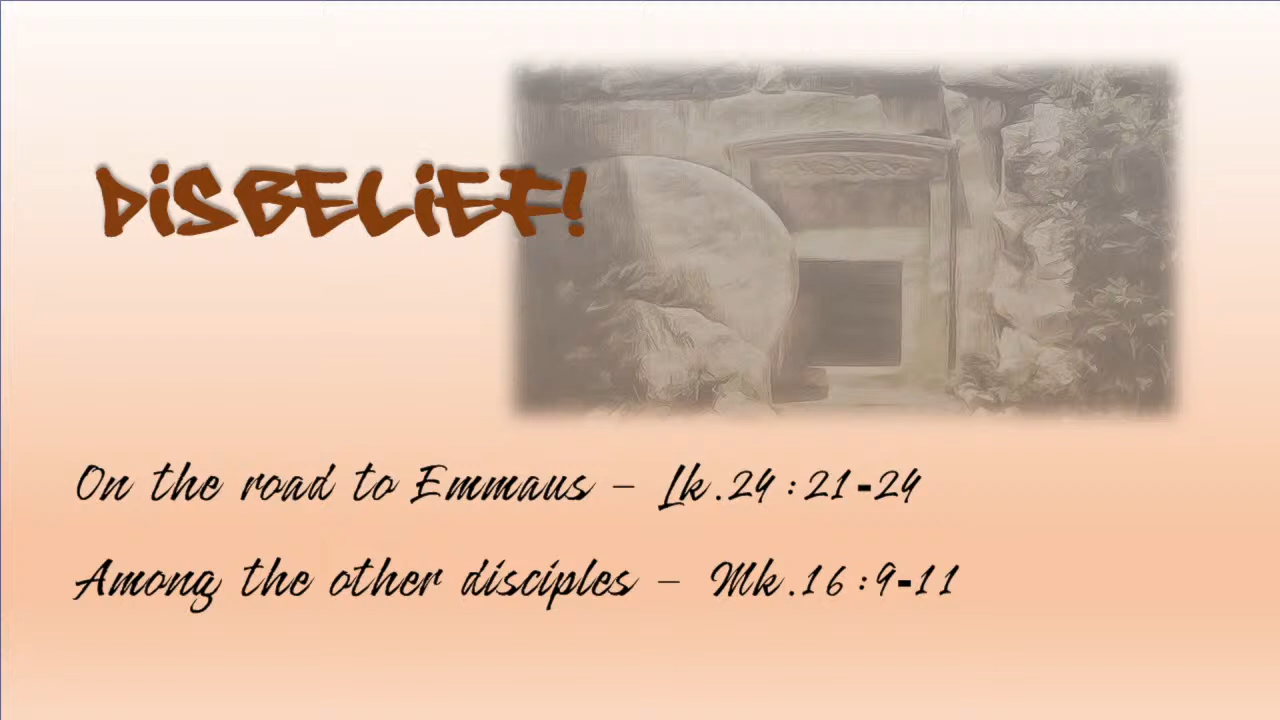 DiSBELiEF!
On the road to Emmaus – Lk.24:21-24
Among the other disciples – Mk.16:9-11